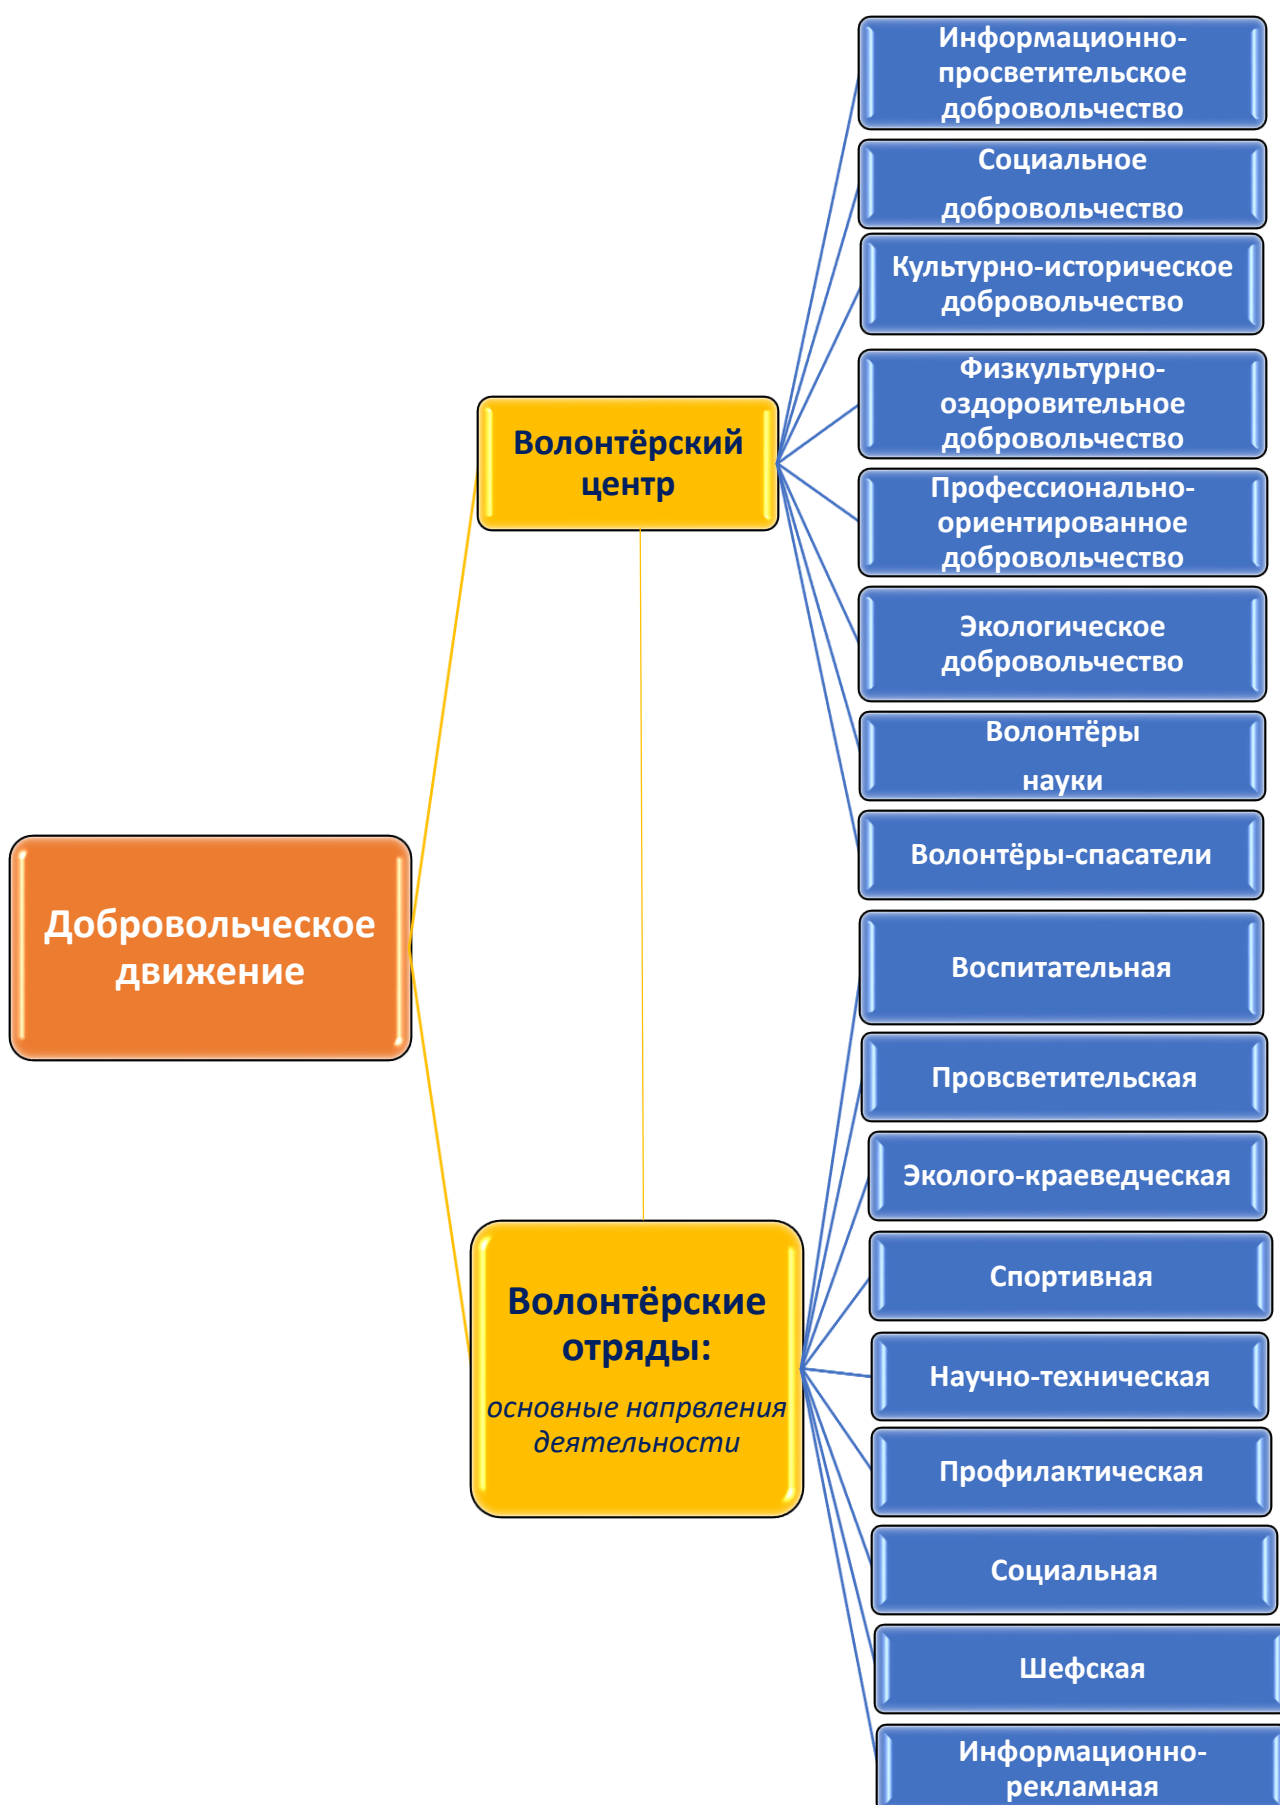 Добровольческое
движение
Волонтёрский
центр
Информационно-
просветительское
добровольчество
Социальное
добровольчество
Культурно-историческое
добровольчество
Физкультурно-
оздоровительное
добровольчество
Профессионально-
ориентированное
добровольчество
Экологическое
добровольчество
Волонтёры
науки
Волонтёры-спасатели
Волонтёрские
отряды:
основные напрвления
деятельности
Воспитательная
Провсветительская
Эколого-краеведческая
Спортивная
Научно-техническая
Профилактическая
Социальная
Шефская
Информационно-
рекламная